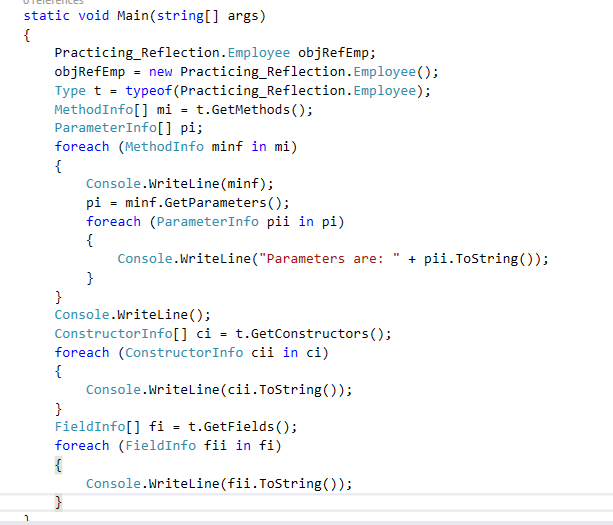 0 references
static void Main(string[] args)
{
Practicing_Reflection.Employee objRefEmp;
objRefEmp = new Practicing_Reflection.Employee();
Type t = typeof(Practicing_Reflection.Employee);
MethodInfo[] mi = t.GetMethods();
ParameterInfo[] pi;
foreach (MethodInfo minf in mi)
{
Console.WriteLine(minf);
pi = minf.GetParameters();
foreach (ParameterInfo pii in pi)
{
Console.WriteLine("Parameters are: " + pii.ToString());
}
}
Console.WriteLine();
ConstructorInfo[] ci = t.GetConstructors();
foreach (ConstructorInfo cii in ci)
{
Console.WriteLine(cii.ToString());
}
FieldInfo[] fi = t.GetFields();
foreach (FieldInfo fii in fi)
{
Console.WriteLine(fii.ToString());
}
}